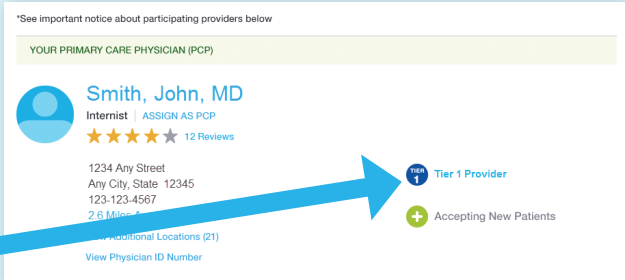 *See important notice about participating providers below
YOUR PRIMARY CARE PHYSICIAN (PCP)
Smith, John, MD
Internist | ASSIGN AS PCP
12 Reviews
1234 Any Street
Any City, State 12345
123-123-4567
2.6 Miles
TIER 1
Tier 1 Provider
Accepting New Patients
Additional Locations (21)
View Physician ID Number